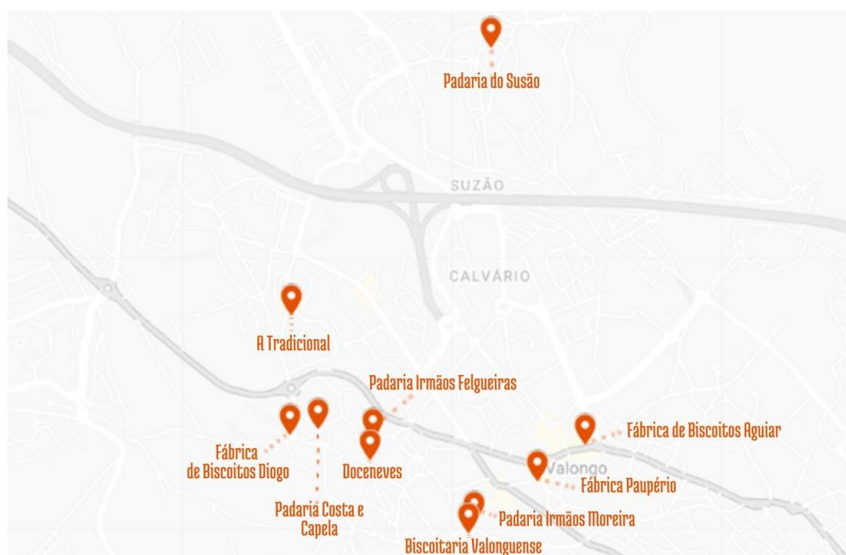 Padaria do Susão
SUZÃO
CALVÁRIO
A Tradicional
Padaria Irmãos Felgueiras
Fábrica de Biscoitos Aguiar
Fábrica
de Biscoitos Diogo
Doceneves
Valongo
Fábrica Paupério
Padaria Costa e
Capela
Padaria Irmãos Moreira
Biscoitaria Valonguense